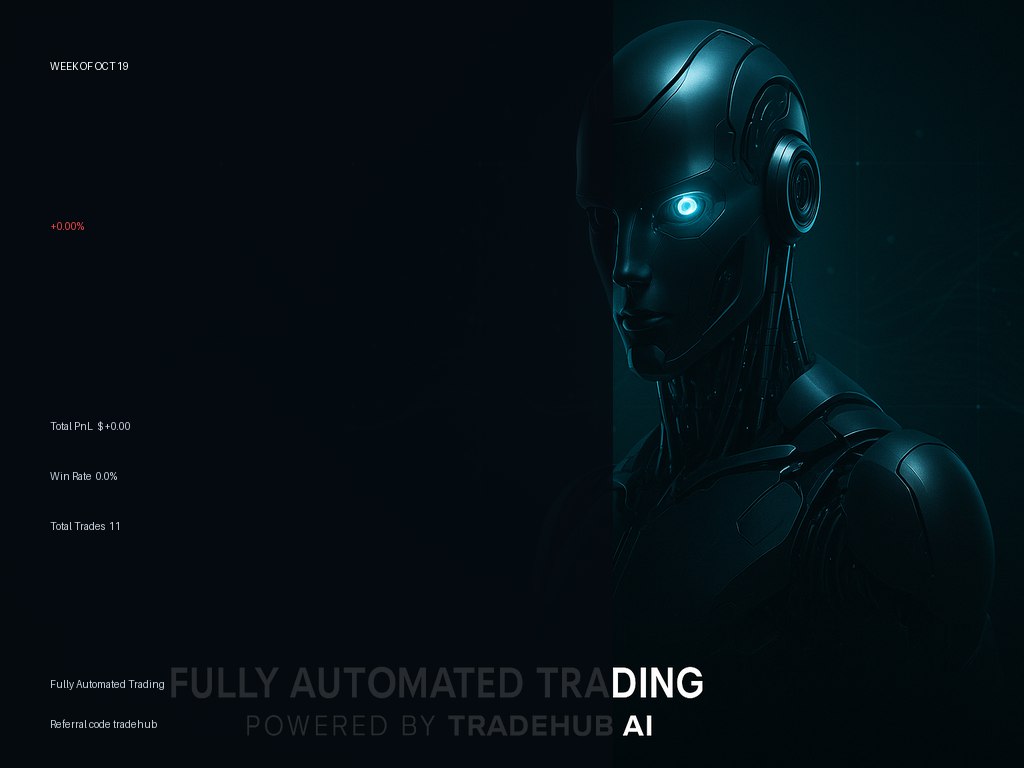 WEEK OF OCT 19
+0.00%
Total PnL $+0.00
Win Rate 0.0%
Total Trades 11
Fully Automated Trading
FULLY AUTOMATED TRADING
Referral code tradehub
POWERED BY TRADEHUB AI